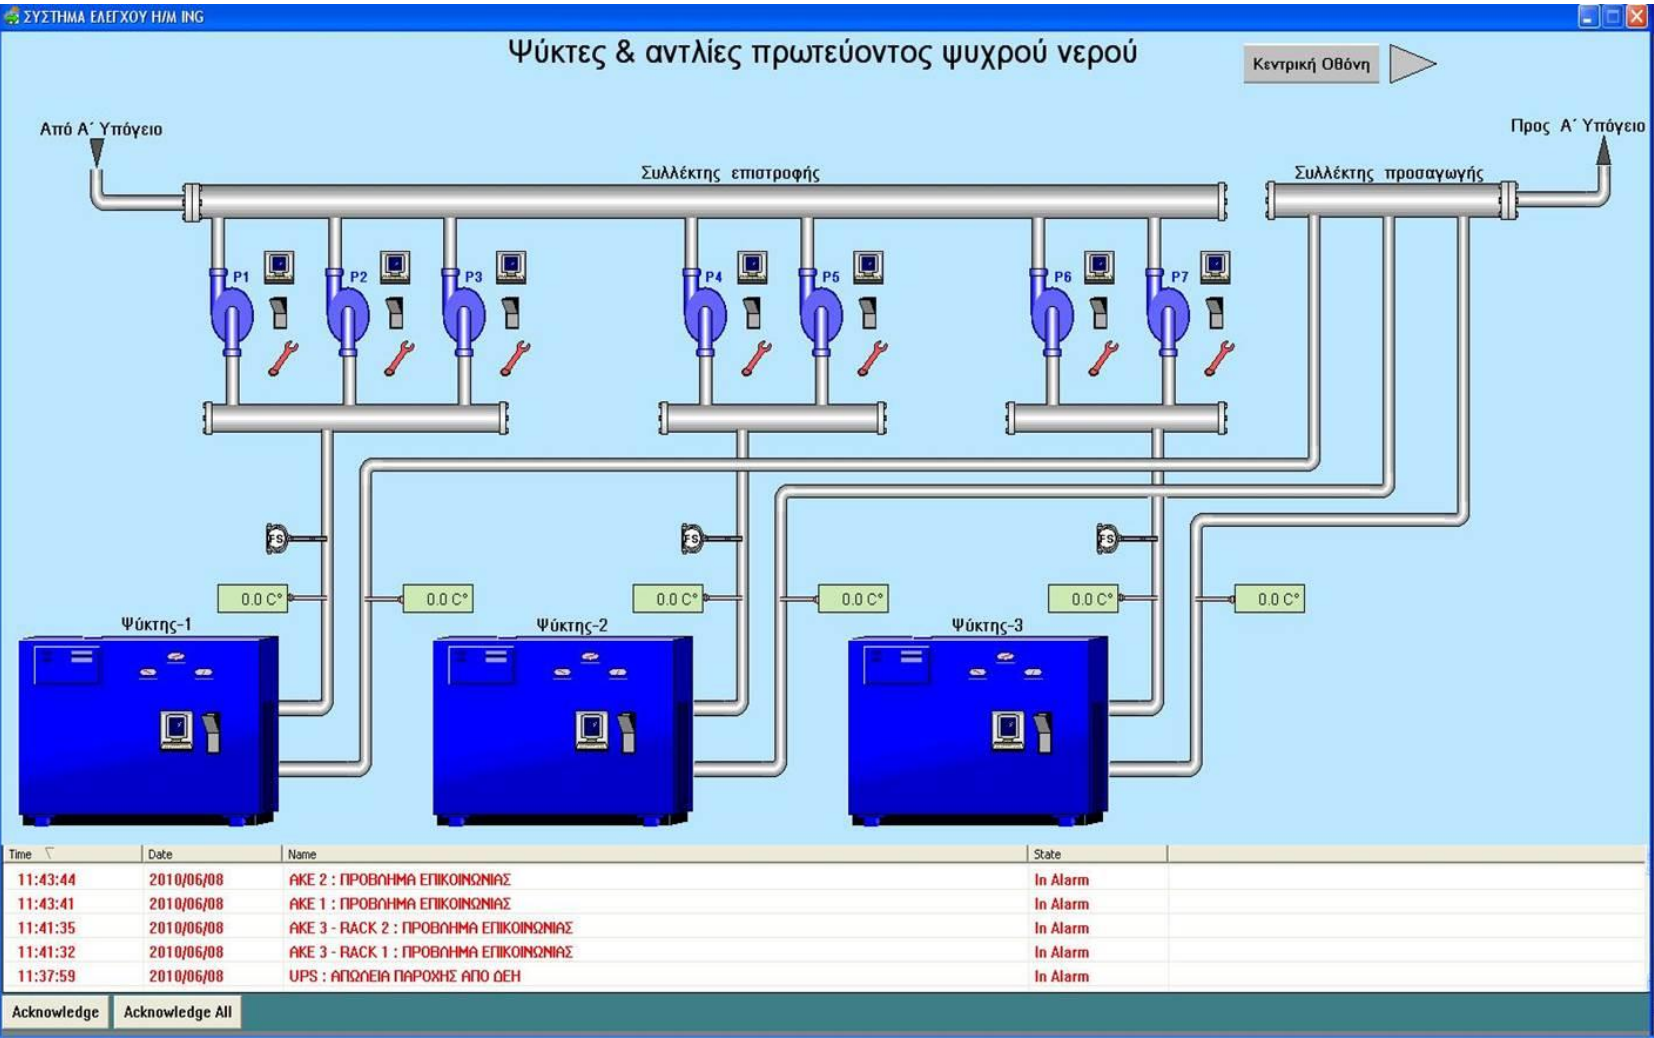 ΣΥΣΤΗΜΑ ΕΛΕΓΧΟΥ Η/Μ ING
Ψύκτες & αντλίες πρωτεύοντος ψυχρού νερού
Κεντρική Οθόνη
Από Α΄ Υπόγειο
Προς Α΄ Υπόγειο
Συλλέκτης επιστροφής
Συλλέκτης προσαγωγής
P1 P2 P3 P4 P5 P6 P7
FS FS FS
0.0 C° 0.0 C° 0.0 C° 0.0 C° 0.0 C° 0.0 C°
Ψύκτης-1 Ψύκτης-2 Ψύκτης-3
Time Date Name State
11:43:44 2010/06/08 ΑΚΕ 2 : ΠΡΟΒΛΗΜΑ ΕΠΙΚΟΙΝΩΝΙΑΣ In Alarm
11:43:41 2010/06/08 ΑΚΕ 1 : ΠΡΟΒΛΗΜΑ ΕΠΙΚΟΙΝΩΝΙΑΣ In Alarm
11:41:35 2010/06/08 ΑΚΕ 3 - RACK 2 : ΠΡΟΒΛΗΜΑ ΕΠΙΚΟΙΝΩΝΙΑΣ In Alarm
11:41:32 2010/06/08 ΑΚΕ 3 - RACK 1 : ΠΡΟΒΛΗΜΑ ΕΠΙΚΟΙΝΩΝΙΑΣ In Alarm
11:37:59 2010/06/08 UPS : ΑΠΩΛΕΙΑ ΠΑΡΟΧΗΣ ΑΠΟ ΔΕΗ In Alarm
Acknowledge Acknowledge All